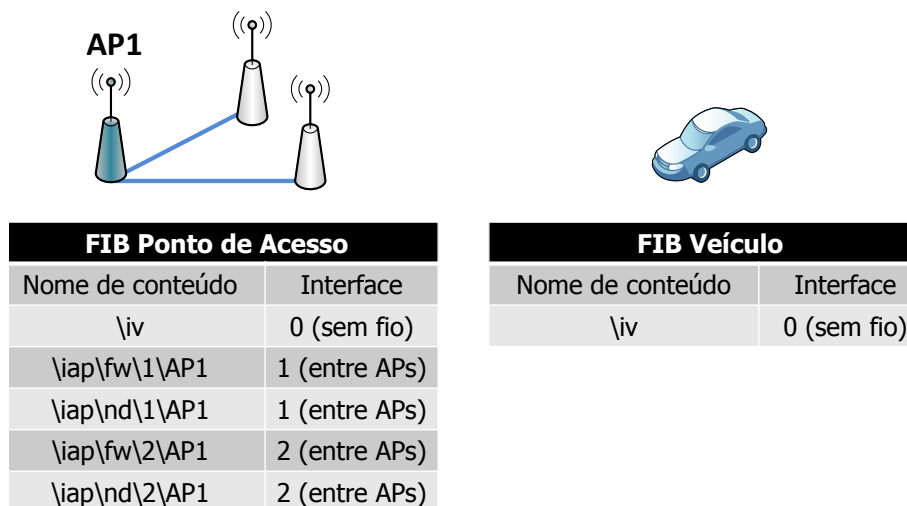 AP1
FIB Ponto de Acesso
Nome de conteúdo Interface
\iv 0 (sem fio)
\iap\fw\1\AP1 1 (entre APs)
\iap\nd\1\AP1 1 (entre APs)
\iap\fw\2\AP1 2 (entre APs)
\iap\nd\2\AP1 2 (entre APs)
FIB Veículo
Nome de conteúdo Interface
\iv 0 (sem fio)